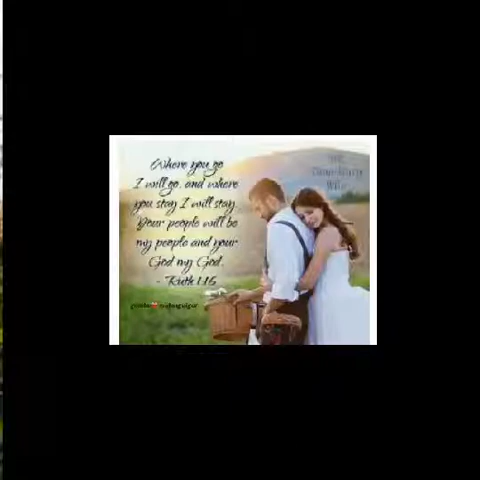 Where you go
I will go, and where
you stay I will stay.
Your people will be
my people and your
God my God.
- Ruth 1:16